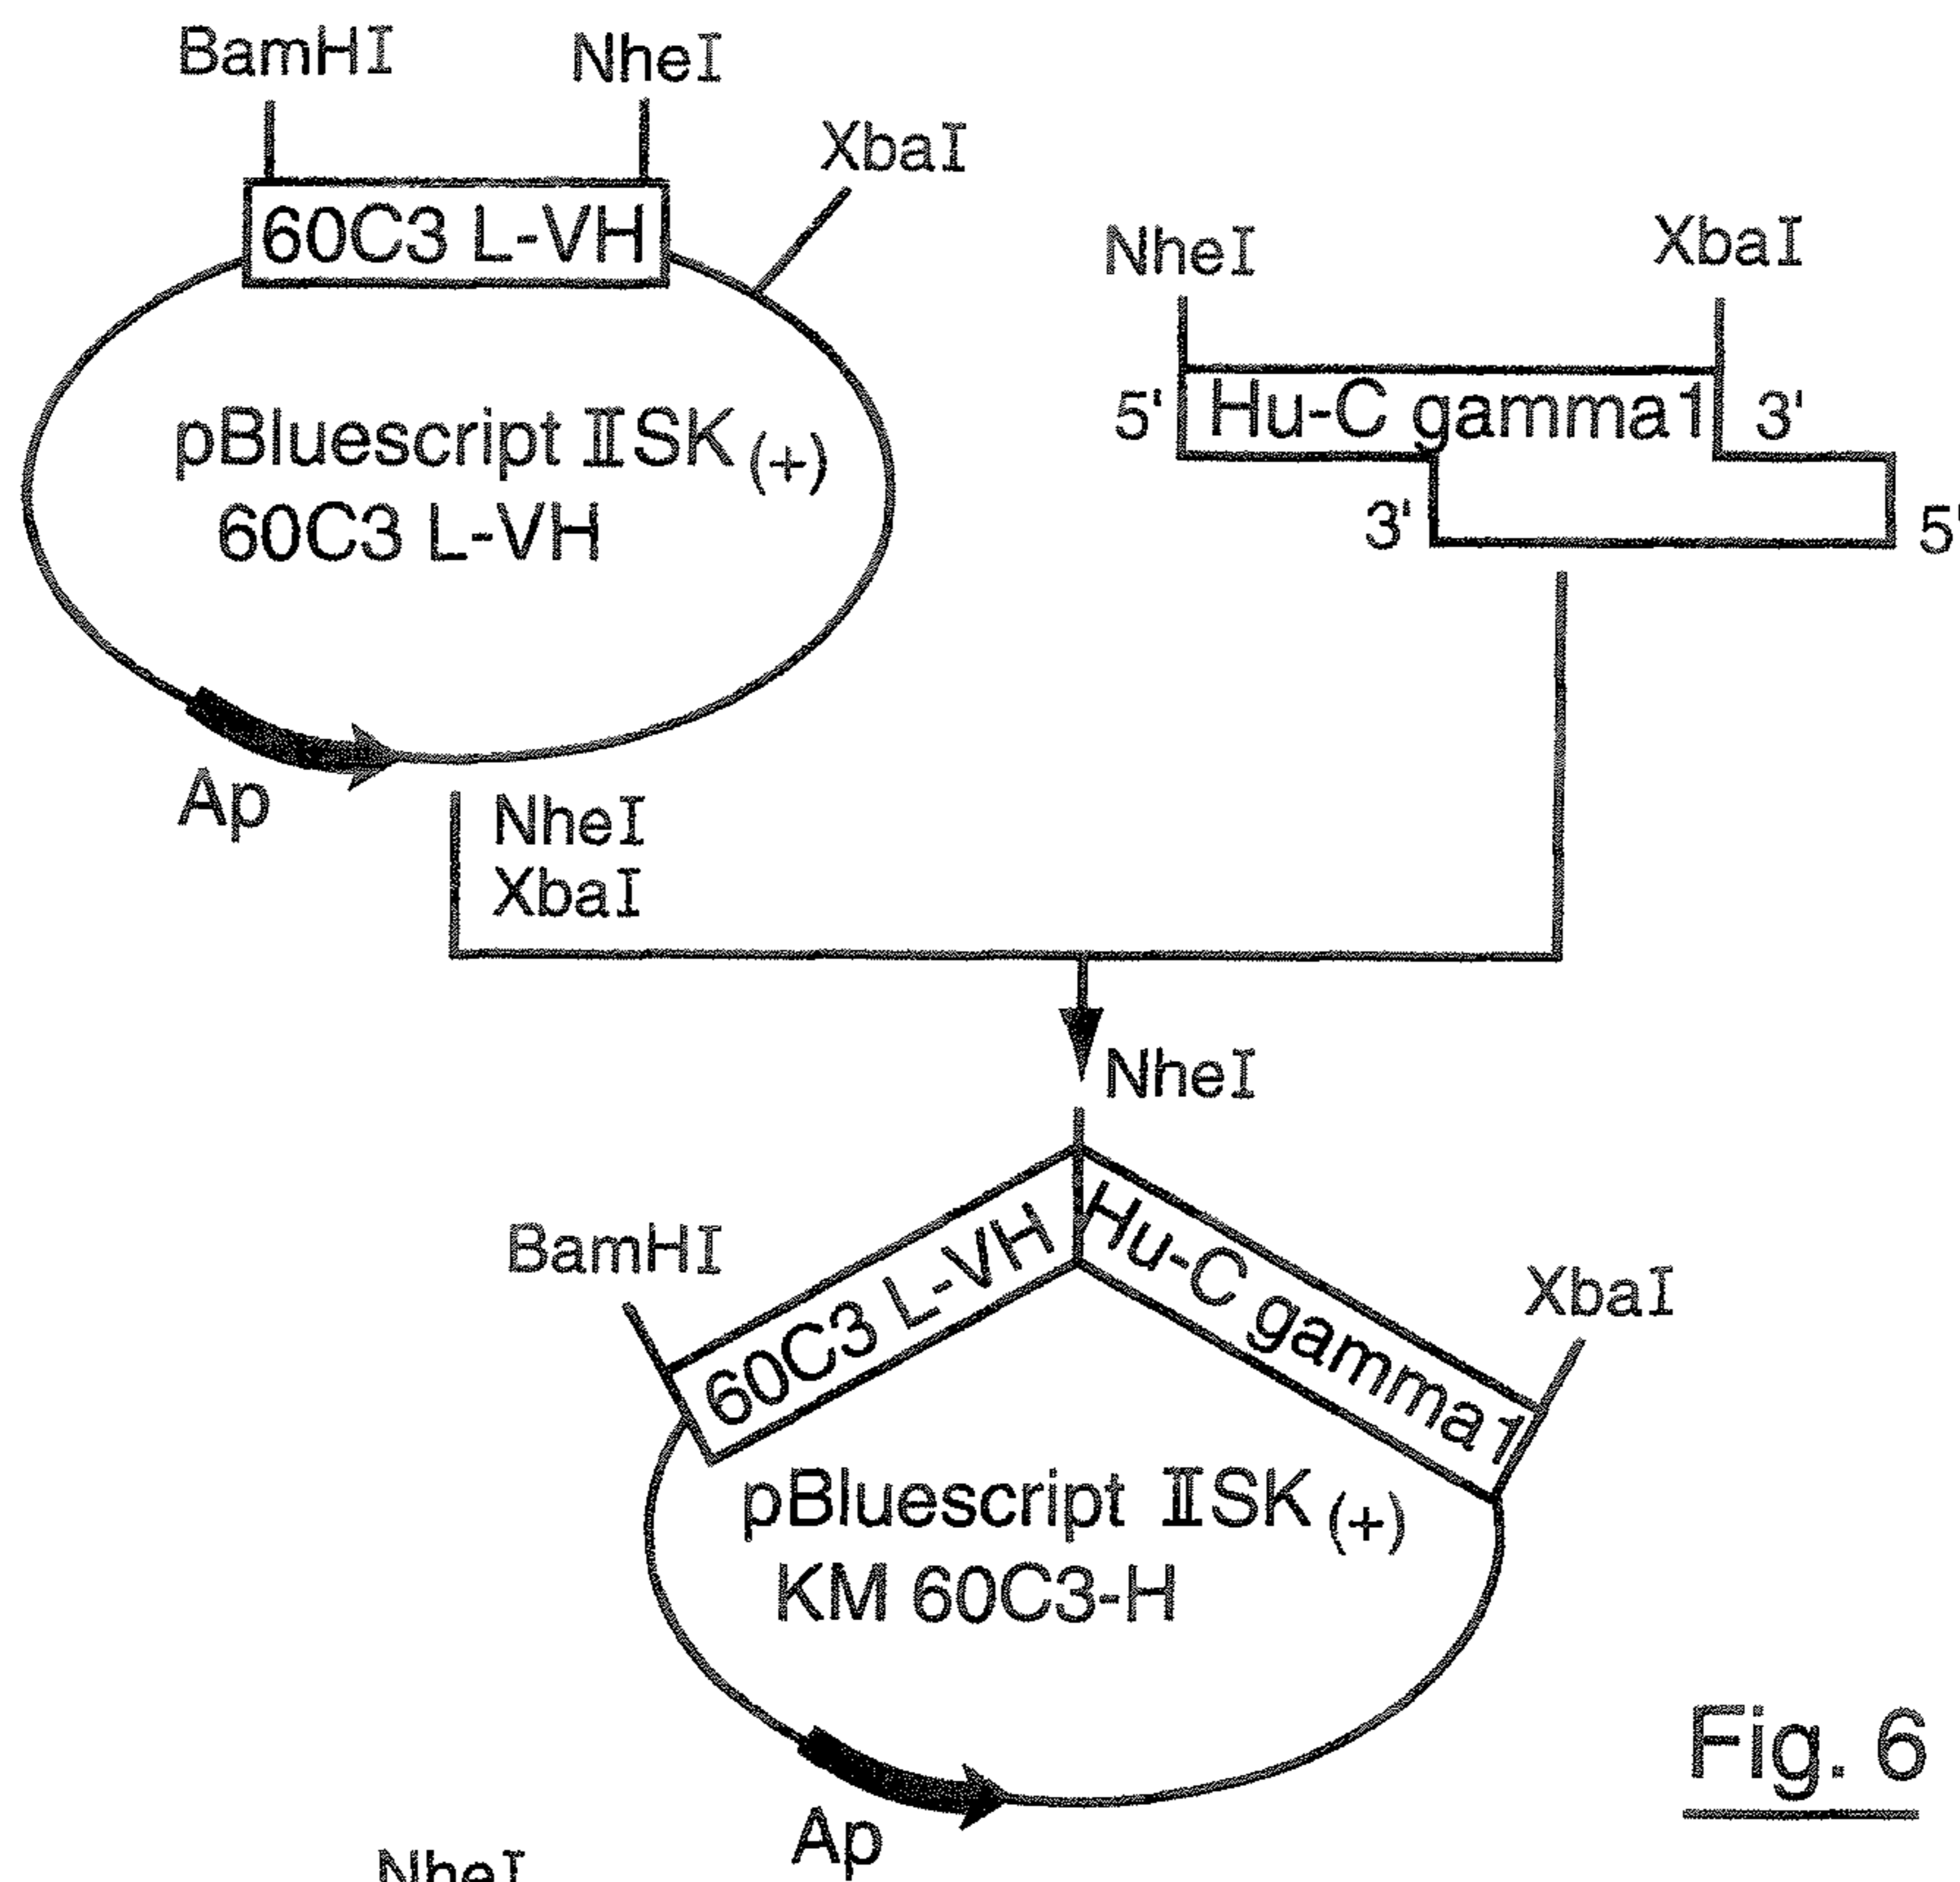 BamHI
NheI
XbaI
60C3 L-VH
pBluescript IISK (+)
60C3 L-VH
Ap
NheI
XbaI
5' Hu-C gamma1 3'
3' 5'
NheI
XbaI
NheI
BamHI
60C3 L-VH
Hu-C gamma1
XbaI
pBluescript IISK (+)
KM 60C3-H
Ap
Fig. 6
NheI